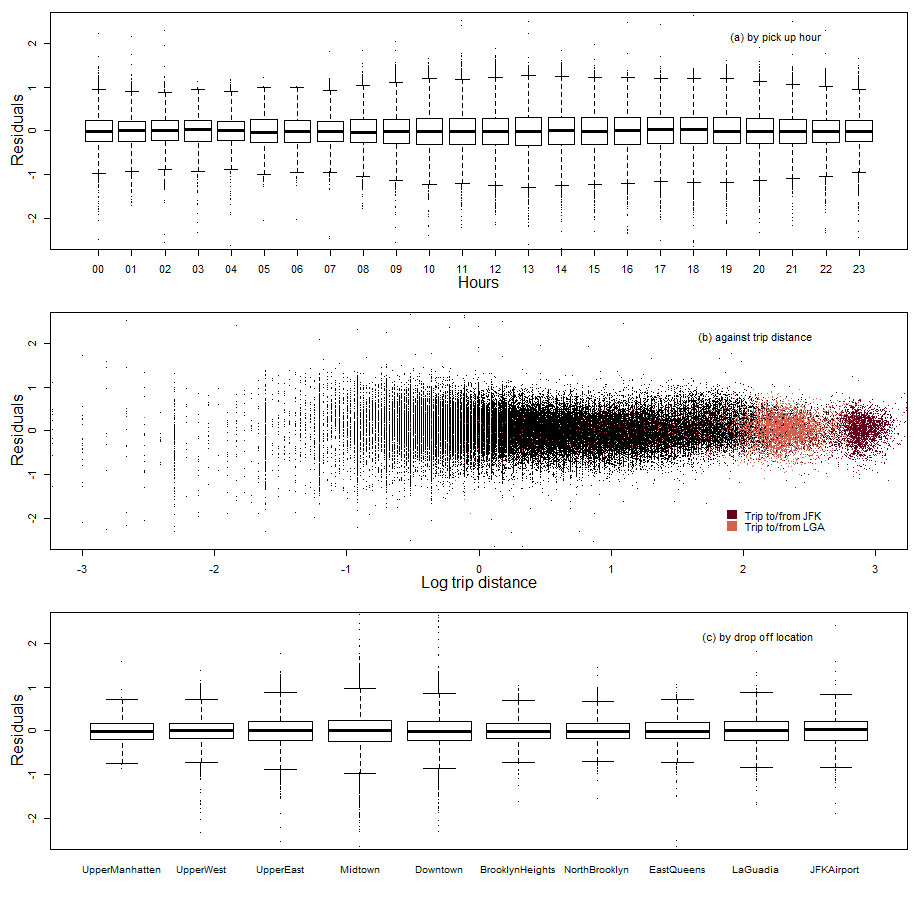 (a) by pick up hour
Residuals
2
1
0
-1
-2
00 01 02 03 04 05 06 07 08 09 10 11 12 13 14 15 16 17 18 19 20 21 22 23
Hours
(b) against trip distance
Residuals
2
1
0
-1
-2
Trip to/from JFK
Trip to/from LGA
-3 -2 -1 0 1 2 3
Log trip distance
(c) by drop off location
Residuals
2
1
0
-1
-2
UpperManhatten UpperWest UpperEast Midtown Downtown BrooklynHeights NorthBrooklyn EastQueens LaGuadia JFKAirport